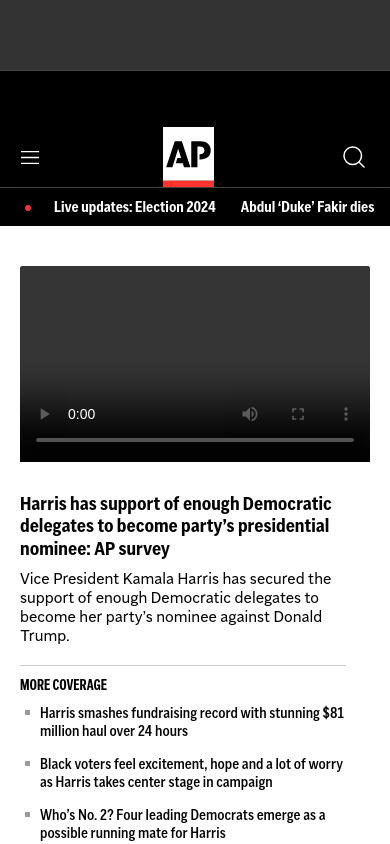 AP
Live updates: Election 2024 Abdul ‘Duke’ Fakir dies
0:00
Harris has support of enough Democratic
delegates to become party’s presidential
nominee: AP survey
Vice President Kamala Harris has secured the
support of enough Democratic delegates to
become her party’s nominee against Donald
Trump.
MORE COVERAGE
Harris smashes fundraising record with stunning $81
million haul over 24 hours
Black voters feel excitement, hope and a lot of worry
as Harris takes center stage in campaign
Who’s No. 2? Four leading Democrats emerge as a
possible running mate for Harris